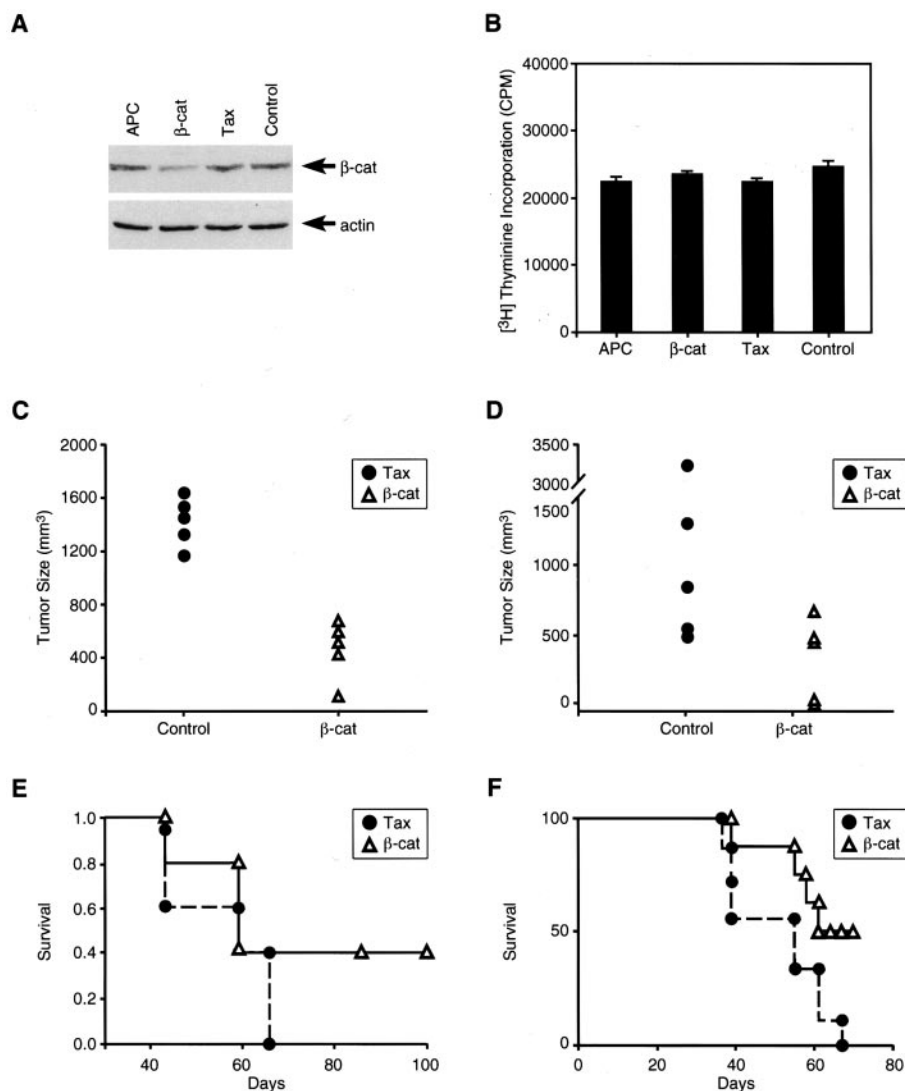 A
APC
β-cat
Tax
Control
β-cat
actin
B
[3H] Thyminine Incorporation (CPM)
40000
30000
20000
10000
0
APC
β-cat
Tax
Control
C
Tumor Size (mm3)
2000
1600
1200
800
400
0
Control
β-cat
Tax
β-cat
D
Tumor Size (mm3)
3500
3000
1500
1000
500
0
Control
β-cat
Tax
β-cat
E
Survival
1.0
0.8
0.6
0.4
0.2
0.0
40
60
80
100
Days
Tax
β-cat
F
Survival
100
50
0
0
20
40
60
80
Days
Tax
β-cat